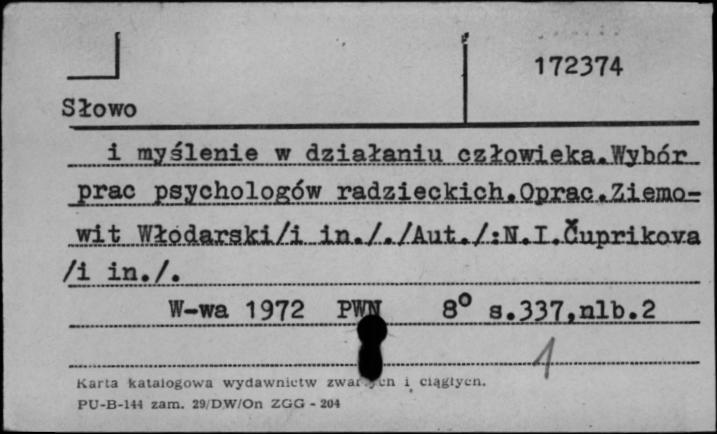 172374
Słowo
i myślenie w działaniu człowieka.Wybór
prac psychologów radzieckich.Oprac.Ziemo-
wit Włodarski/i in././Aut./:N.I.Čuprikova
/i in./.
W-wa 1972 PWN 8° s.337,nlb.2
1
Karta katalogowa wydawnictw zwartych i ciągłych.
PU-B-144 zam. 29/DW/On ZGG - 204